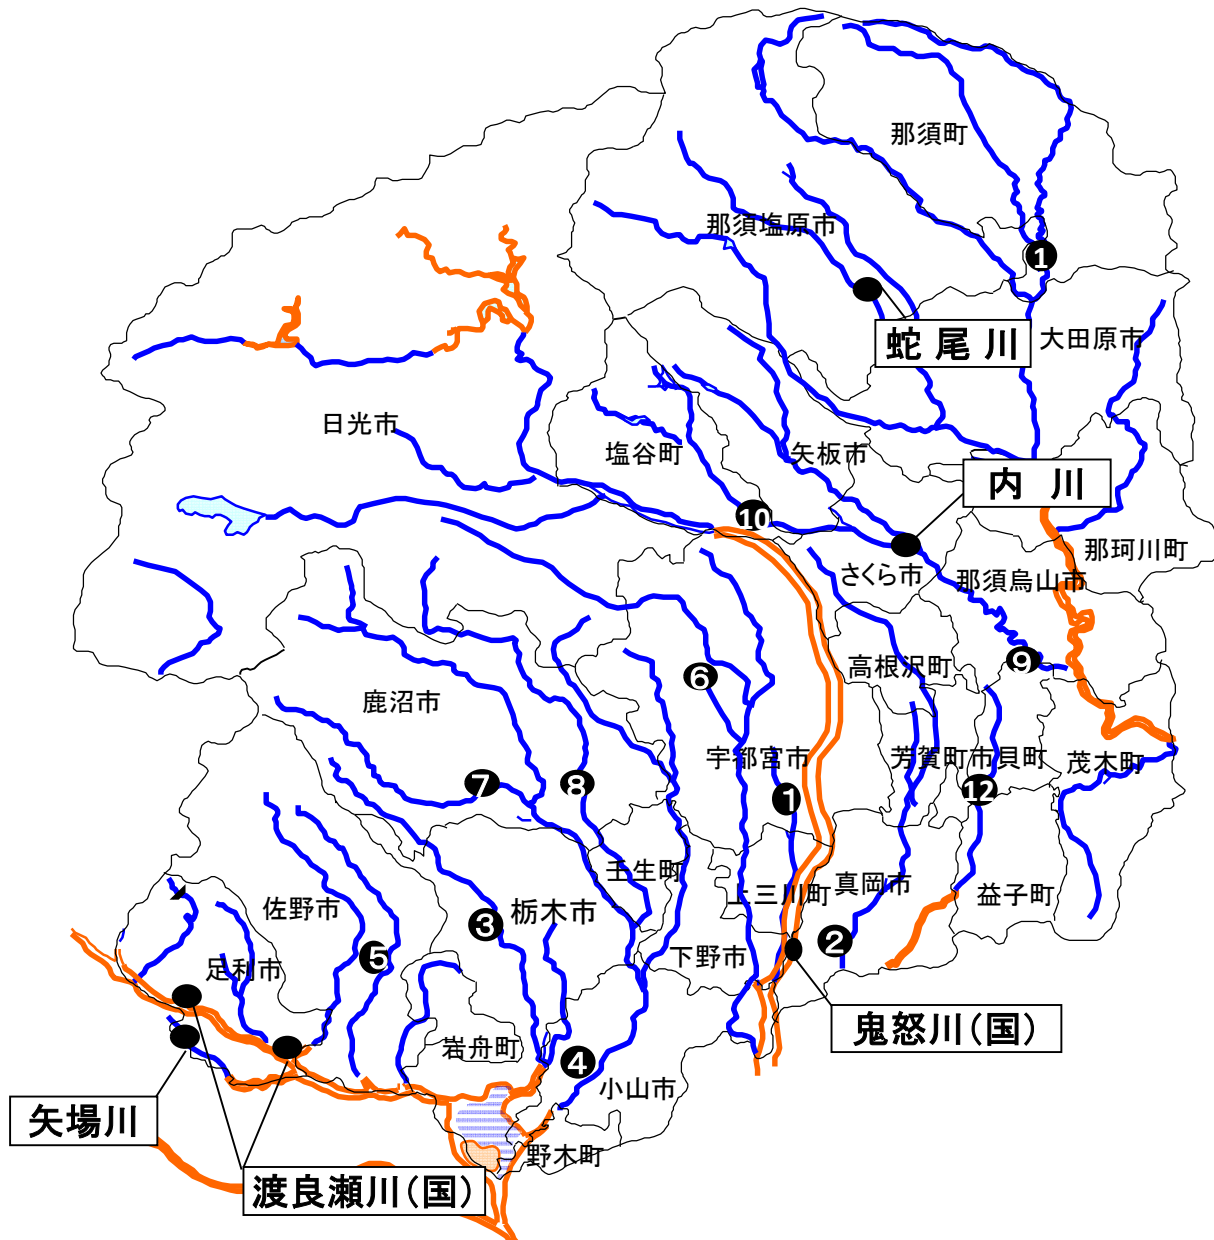 那須町
那須塩原市
1
蛇尾川
大田原市
日光市
塩谷町
矢板市
内川
10
那珂川町
さくら市
那須烏山市
9
高根沢町
6
鹿沼市
宇都宮市
芳賀町
市貝町
茂木町
7
8
1
12
壬生町
上三川町
真岡市
益子町
佐野市
3
栃木市
2
5
足利市
下野市
鬼怒川(国)
岩舟町
4
小山市
矢場川
野木町
渡良瀬川(国)